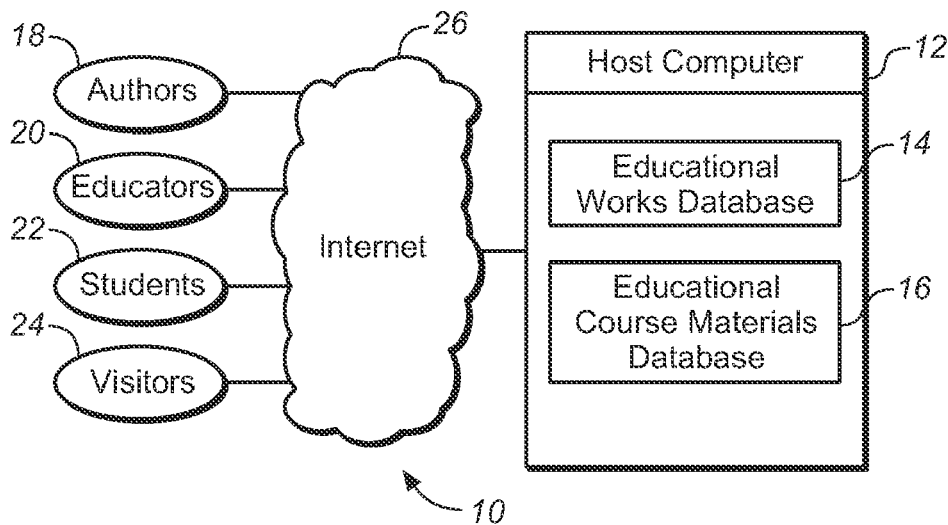 18
Authors
20
Educators
22
Students
24
Visitors
26
Internet
Host Computer
12
Educational
Works Database
14
Educational
Course Materials
Database
16
10